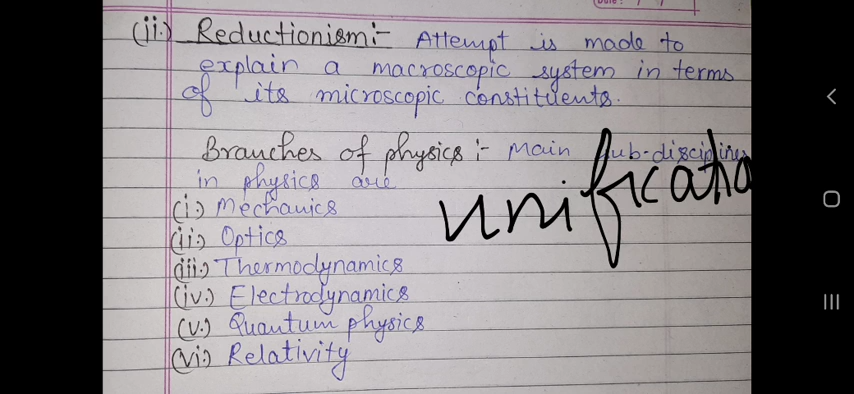 Date: / /
(ii.) Reductionism:- Attempt is made to
explain a macroscopic system in terms
of its microscopic constituents.
Branches of physics :- Main sub-disciplines
in physics are
unificatio
(i.) Mechanics
(ii.) Optics
(iii.) Thermodynamics
(iv.) Electrodynamics
(v.) Quantum physics
(vi.) Relativity